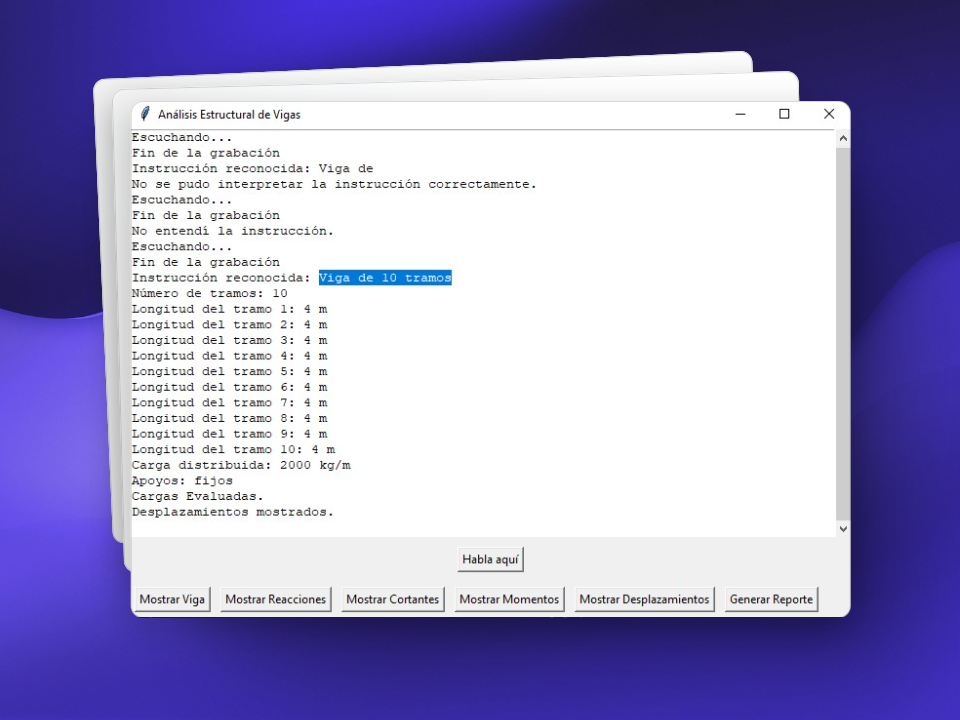 Análisis Estructural de Vigas
Escuchando...
Fin de la grabación
Instrucción reconocida: Viga de
No se pudo interpretar la instrucción correctamente.
Escuchando...
Fin de la grabación
No entendí la instrucción.
Escuchando...
Fin de la grabación
Instrucción reconocida: Viga de 10 tramos
Número de tramos: 10
Longitud del tramo 1: 4 m
Longitud del tramo 2: 4 m
Longitud del tramo 3: 4 m
Longitud del tramo 4: 4 m
Longitud del tramo 5: 4 m
Longitud del tramo 6: 4 m
Longitud del tramo 7: 4 m
Longitud del tramo 8: 4 m
Longitud del tramo 9: 4 m
Longitud del tramo 10: 4 m
Carga distribuida: 2000 kg/m
Apoyos: fijos
Cargas Evaluadas.
Desplazamientos mostrados.
Habla aquí
Mostrar Viga Mostrar Reacciones Mostrar Cortantes Mostrar Momentos Mostrar Desplazamientos Generar Reporte